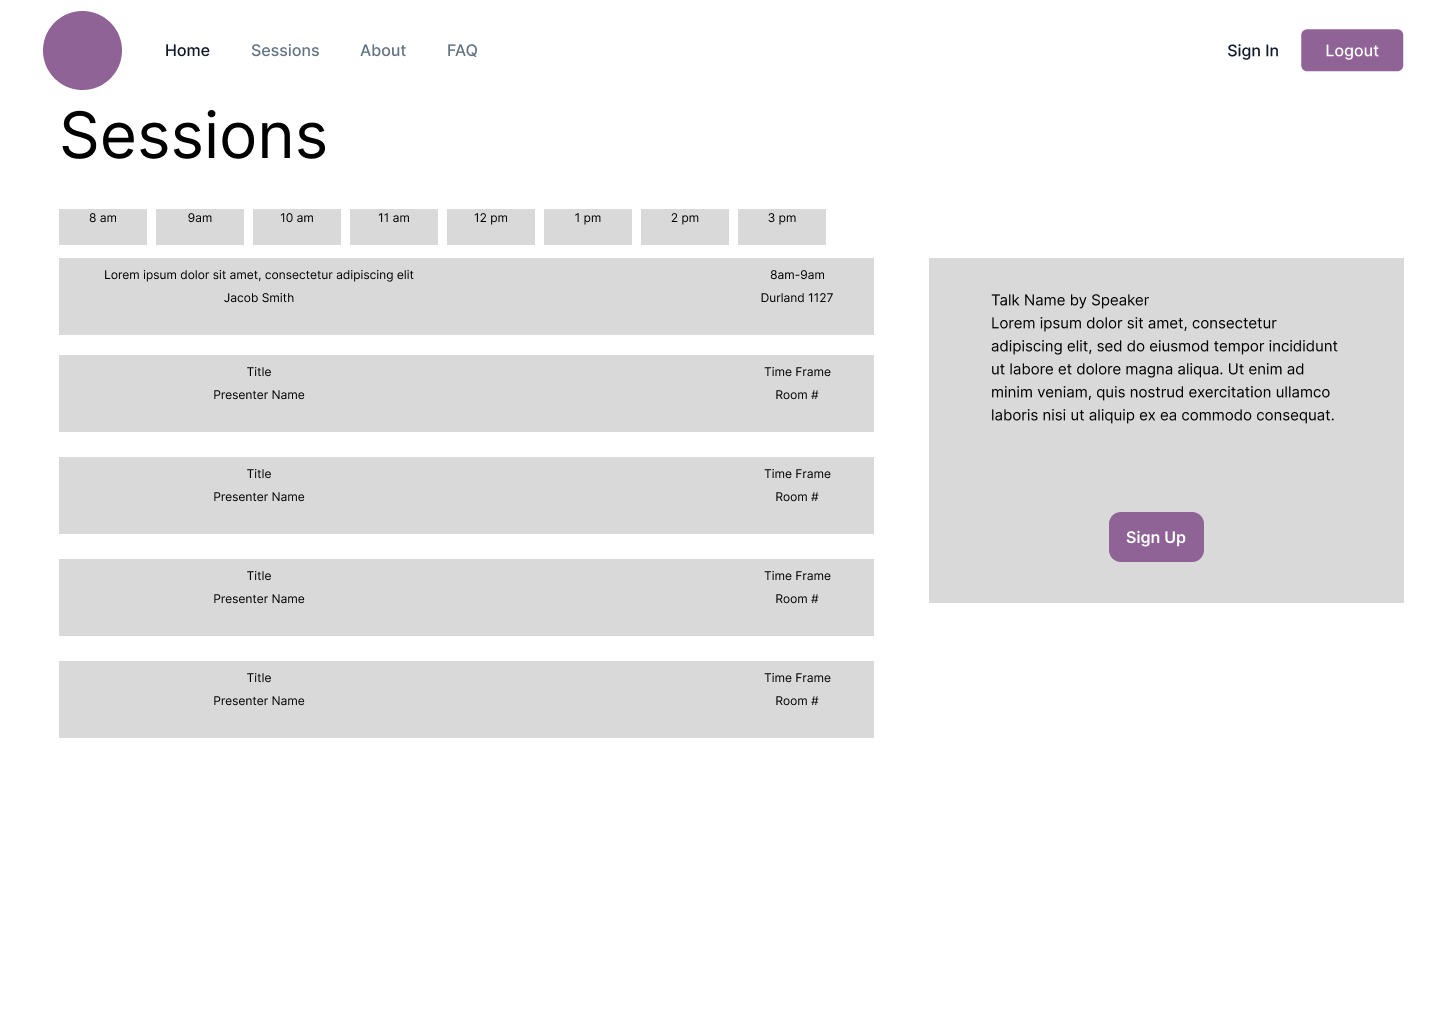 Home Sessions About FAQ Sign In Logout
Sessions
8 am 9am 10 am 11 am 12 pm 1 pm 2 pm 3 pm
Lorem ipsum dolor sit amet, consectetur adipiscing elit 8am-9am
Jacob Smith Durland 1127
Title Time Frame
Presenter Name Room #
Title Time Frame
Presenter Name Room #
Title Time Frame
Presenter Name Room #
Title Time Frame
Presenter Name Room #
Talk Name by Speaker
Lorem ipsum dolor sit amet, consectetur
adipiscing elit, sed do eiusmod tempor incididunt
ut labore et dolore magna aliqua. Ut enim ad
minim veniam, quis nostrud exercitation ullamco
laboris nisi ut aliquip ex ea commodo consequat.
Sign Up